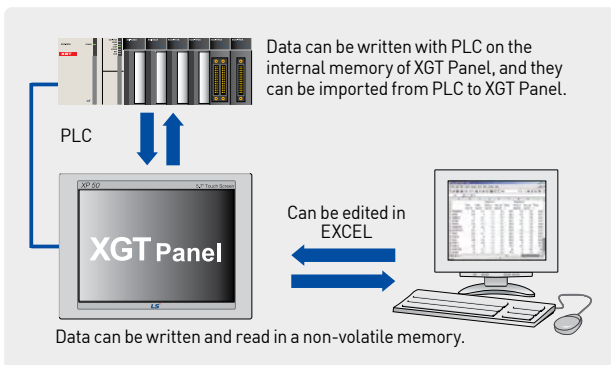 XGT
Data can be written with PLC on the
internal memory of XGT Panel, and they
can be imported from PLC to XGT Panel.
PLC
XP 50
Touch Screen
XGT Panel
LS
Can be edited in
EXCEL
Data can be written and read in a non-volatile memory.